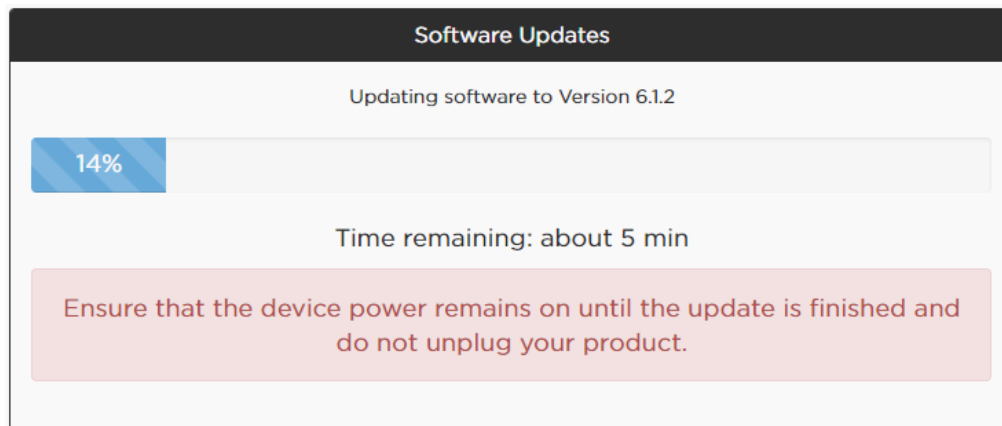 Software Updates
Updating software to Version 6.1.2
14%
Time remaining: about 5 min
Ensure that the device power remains on until the update is finished and
do not unplug your product.